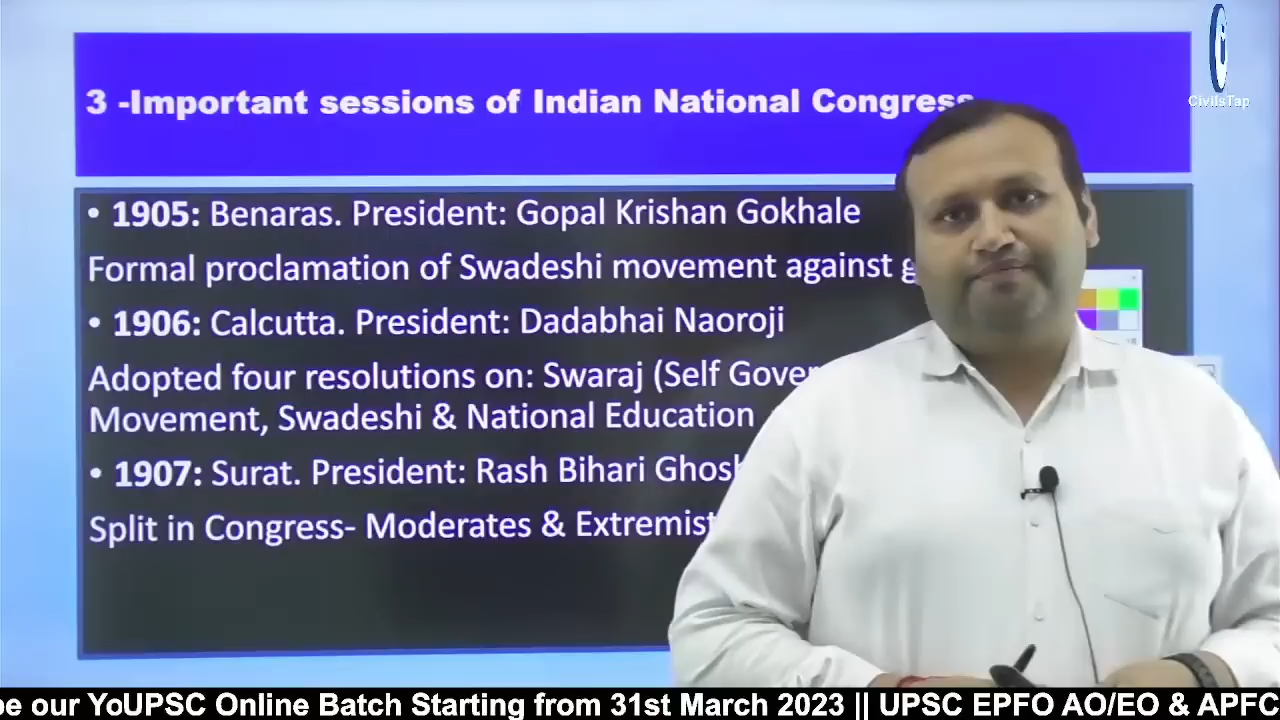 3 -Important sessions of Indian National Congress
CivilsTap
• 1905: Benaras. President: Gopal Krishan Gokhale
Formal proclamation of Swadeshi movement against
• 1906: Calcutta. President: Dadabhai Naoroji
Adopted four resolutions on: Swaraj (Self
Movement, Swadeshi & National Education
• 1907: Surat. President: Rash Bihari
Split in Congress- Moderates &
our YoUPSC Online Batch Starting from 31st March 2023 || UPSC EPFO AO/EO & APFC